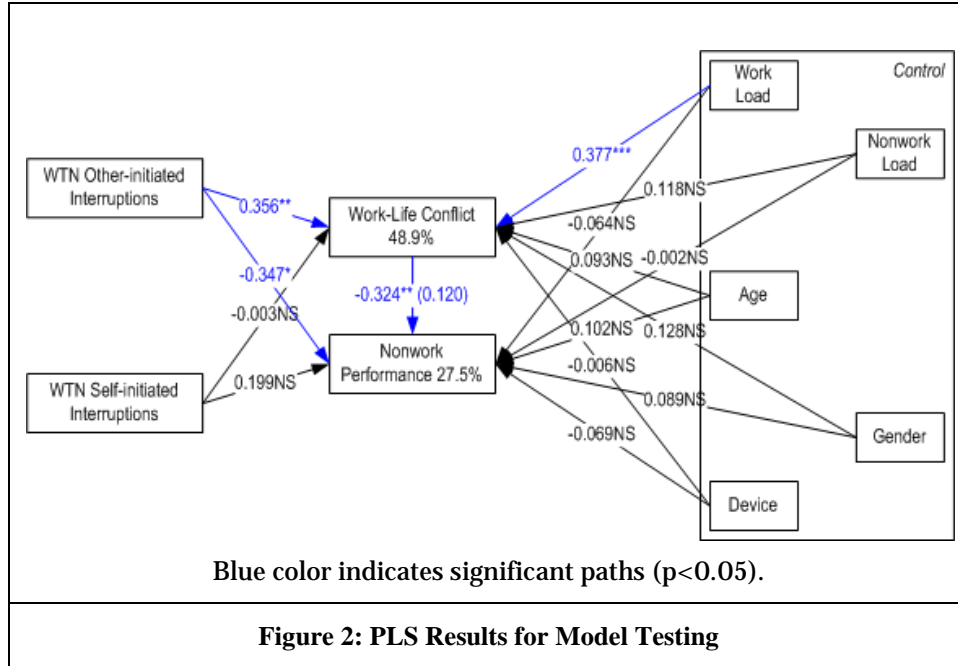 Control
Work
Load
Nonwork
Load
0.377***
WTN Other-initiated
Interruptions
0.118NS
0.356**
Work-Life Conflict
48.9%
-0.064NS
-0.002NS
0.093NS
-0.347*
-0.324** (0.120)
Age
-0.003NS
0.102NS
0.128NS
Nonwork
Performance 27.5%
-0.006NS
WTN Self-initiated
Interruptions
0.199NS
0.089NS
-0.069NS
Gender
Device
Blue color indicates significant paths (p<0.05).
Figure 2: PLS Results for Model Testing